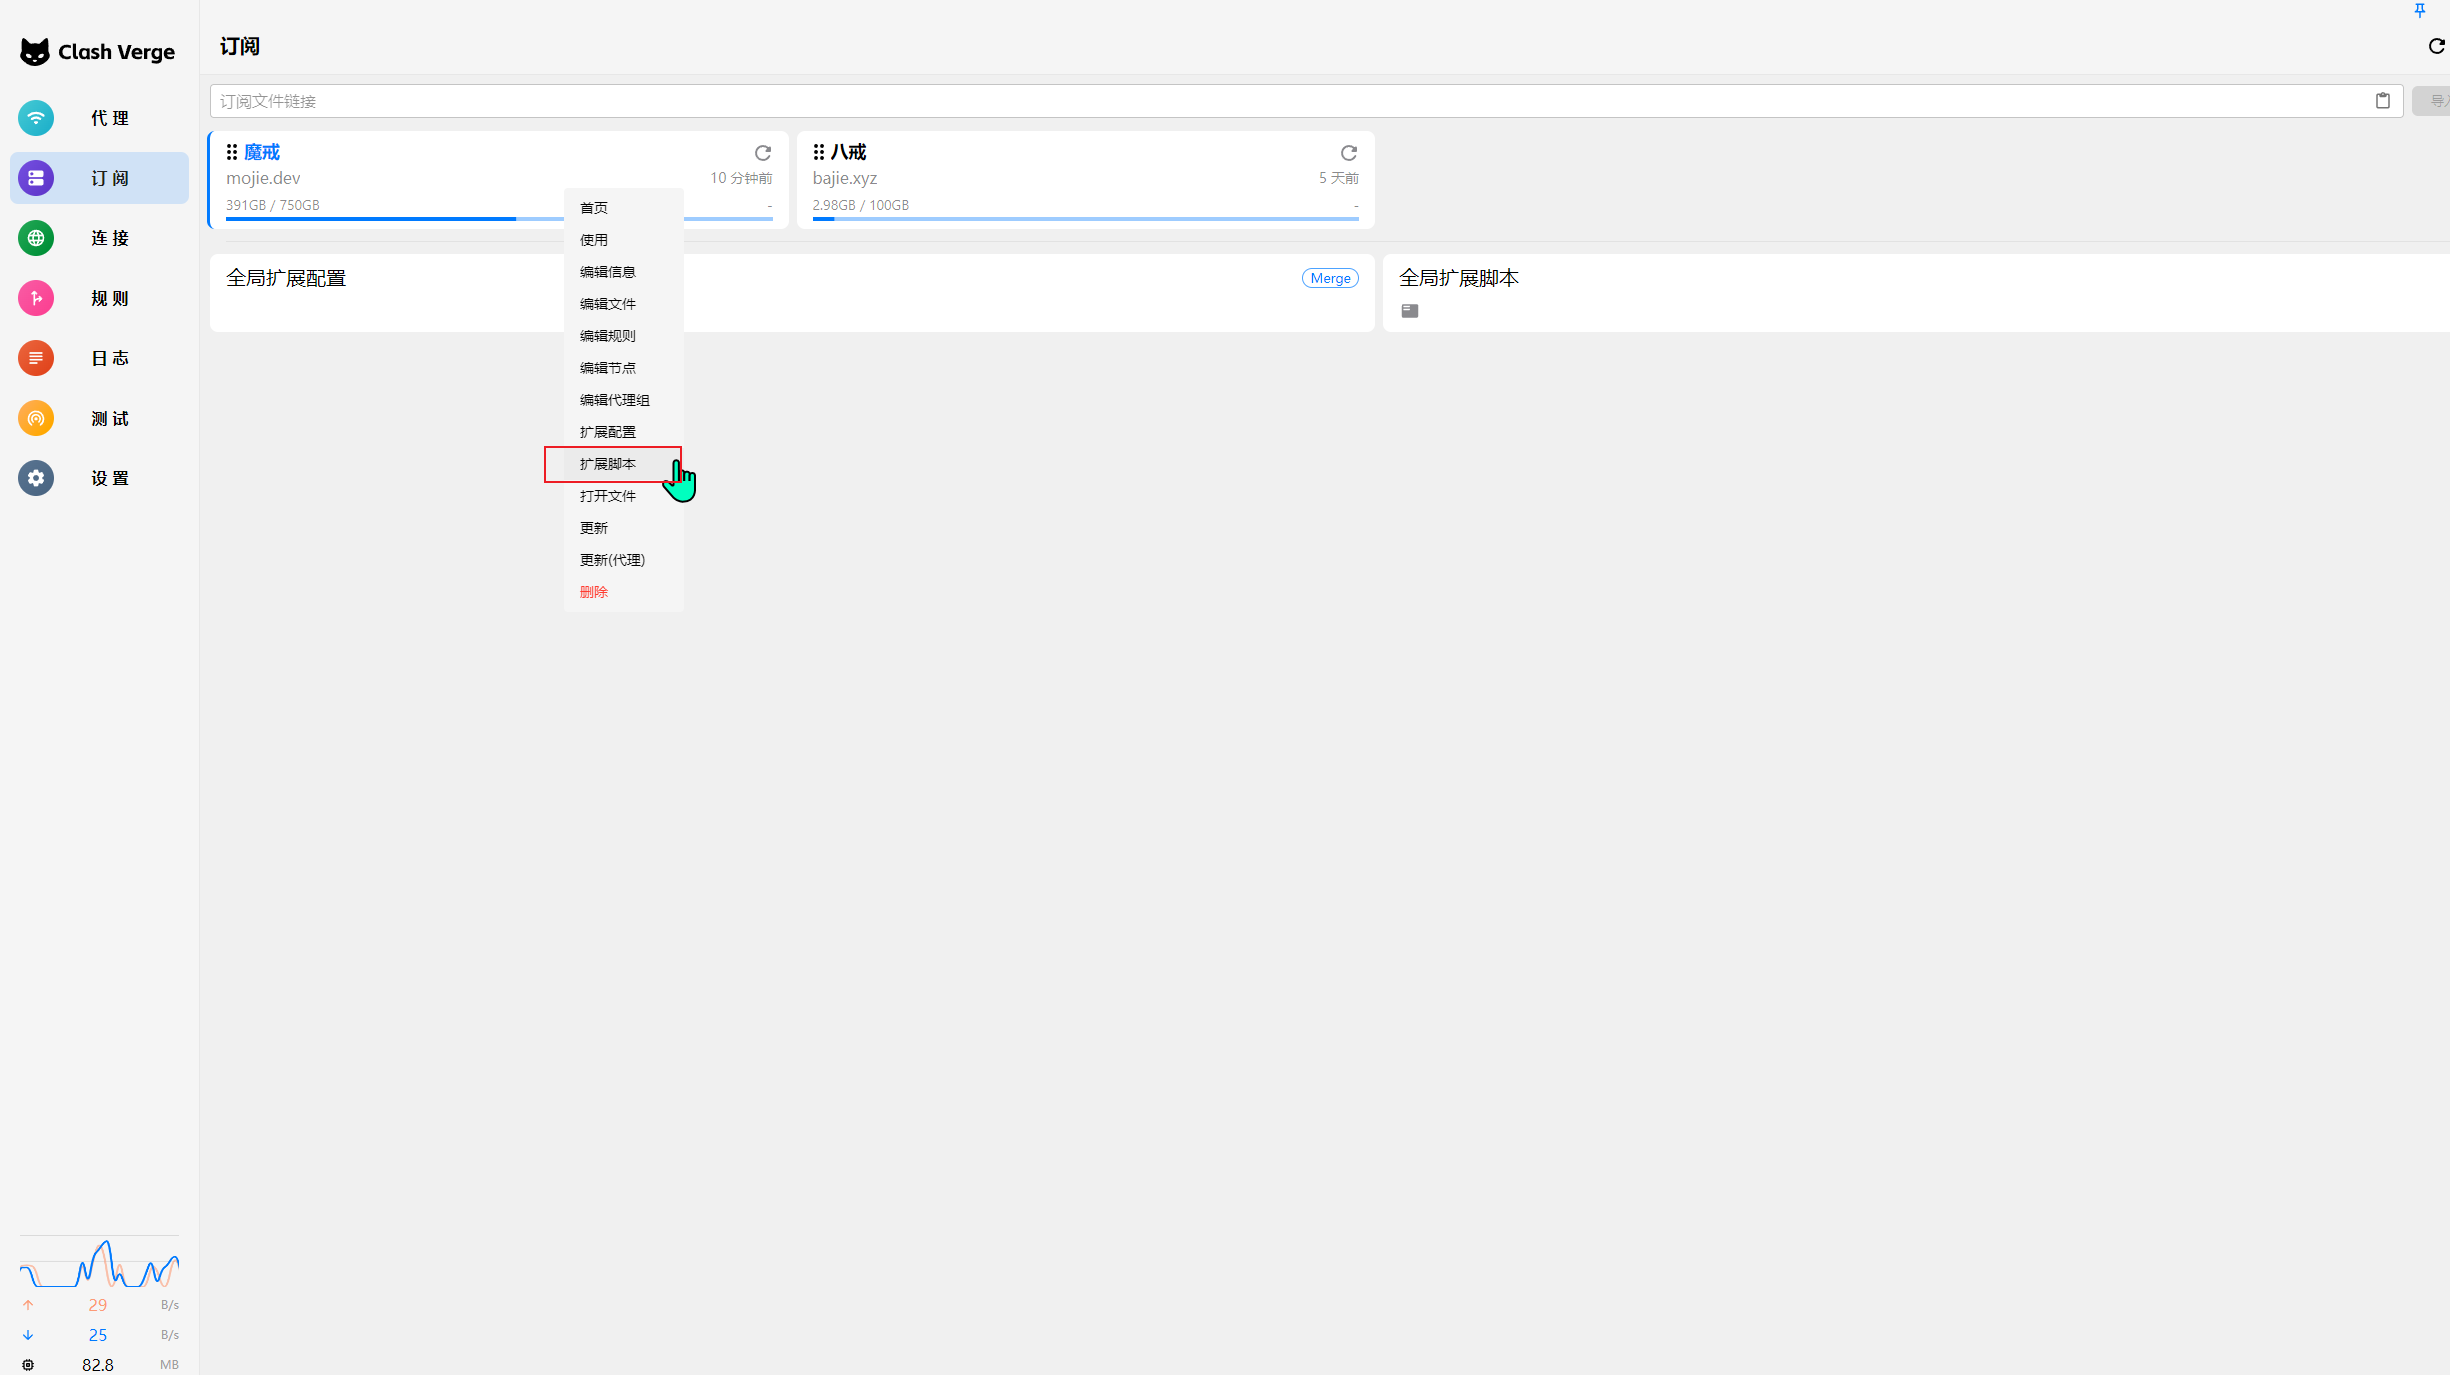 Clash Verge
代 理
订 阅
连 接
规 则
日 志
测 试
设 置
29 B/s
25 B/s
82.8 MB
订阅
订阅文件链接
魔戒
mojie.dev 10 分钟前
391GB / 750GB -
八戒
bajie.xyz 5 天前
2.98GB / 100GB -
全局扩展配置 Merge
全局扩展脚本
首页
使用
编辑信息
编辑文件
编辑规则
编辑节点
编辑代理组
扩展配置
扩展脚本
打开文件
更新
更新(代理)
删除